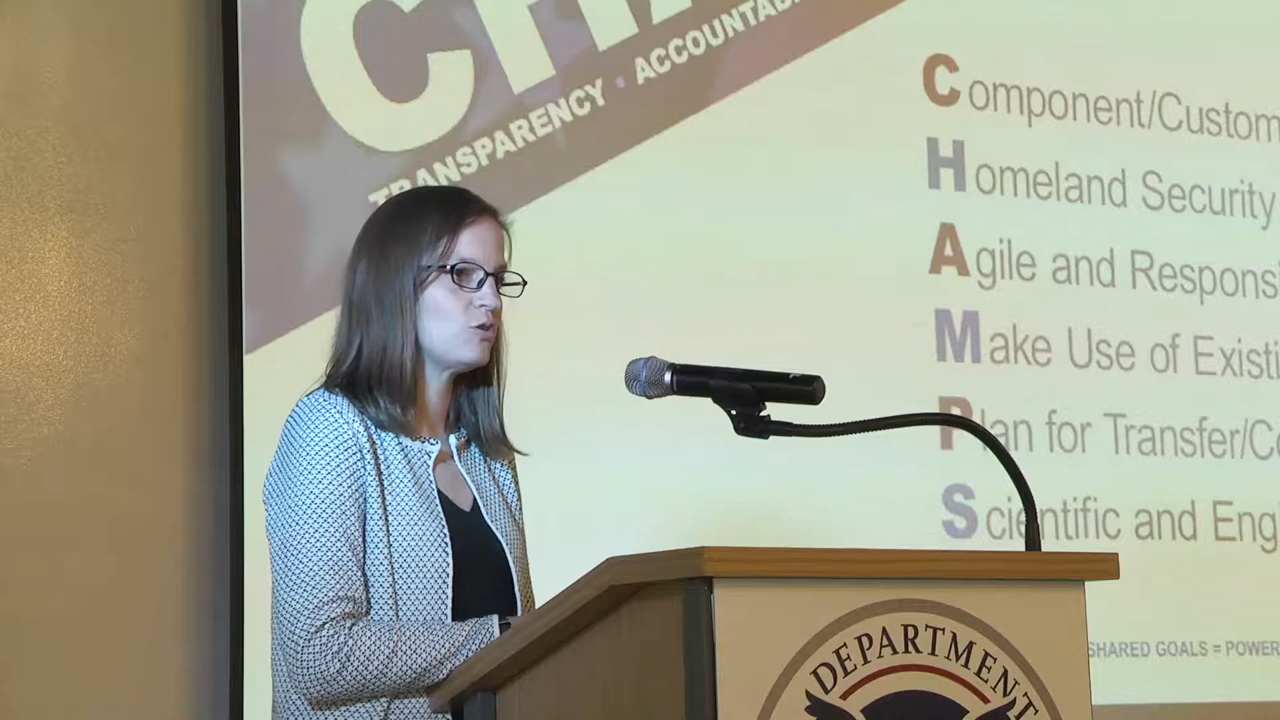 TRANSPARENCY · ACCOUNTAB
Component/Custom
Homeland Security
Agile and Respons
Make Use of Existi
Plan for Transfer/C
Scientific and Eng
SHARED GOALS = POWER
DEPARTMENT